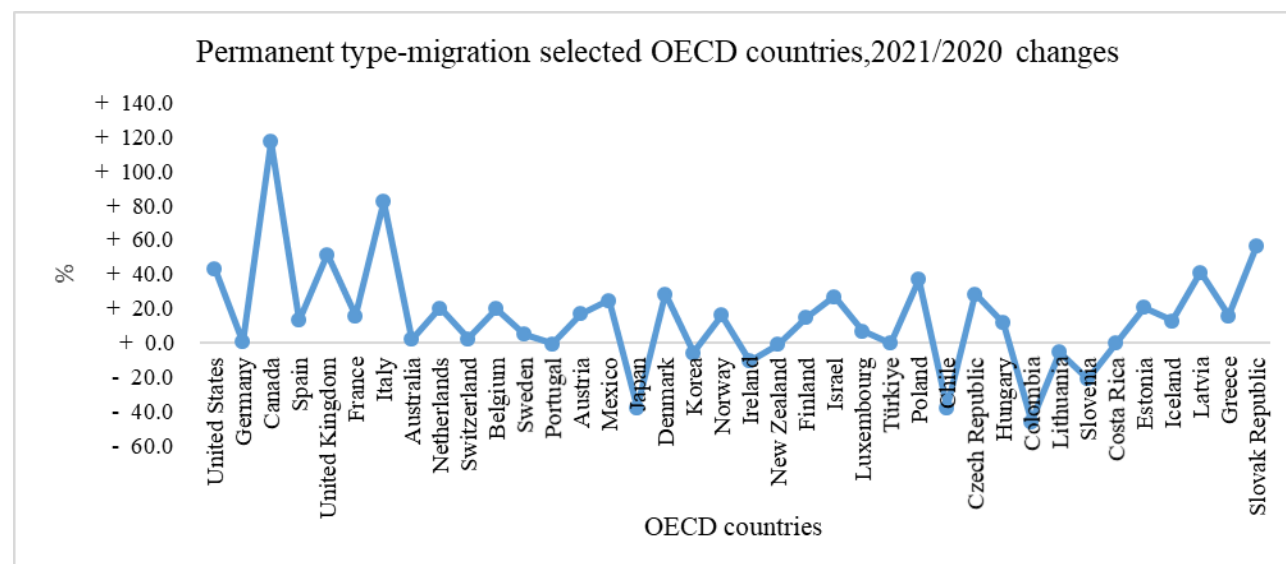 Permanent type-migration selected OECD countries,2021/2020 changes
+ 140.0
+ 120.0
+ 100.0
+ 80.0
+ 60.0
+ 40.0
+ 20.0
+ 0.0
- 20.0
- 40.0
- 60.0
%
United States
Germany
Canada
Spain
United Kingdom
France
Italy
Australia
Netherlands
Switzerland
Belgium
Sweden
Portugal
Austria
Mexico
Japan
Denmark
Korea
Norway
Ireland
New Zealand
Finland
Israel
Luxembourg
Türkiye
Poland
Chile
Czech Republic
Hungary
Colombia
Lithuania
Slovenia
Costa Rica
Estonia
Iceland
Latvia
Greece
Slovak Republic
OECD countries